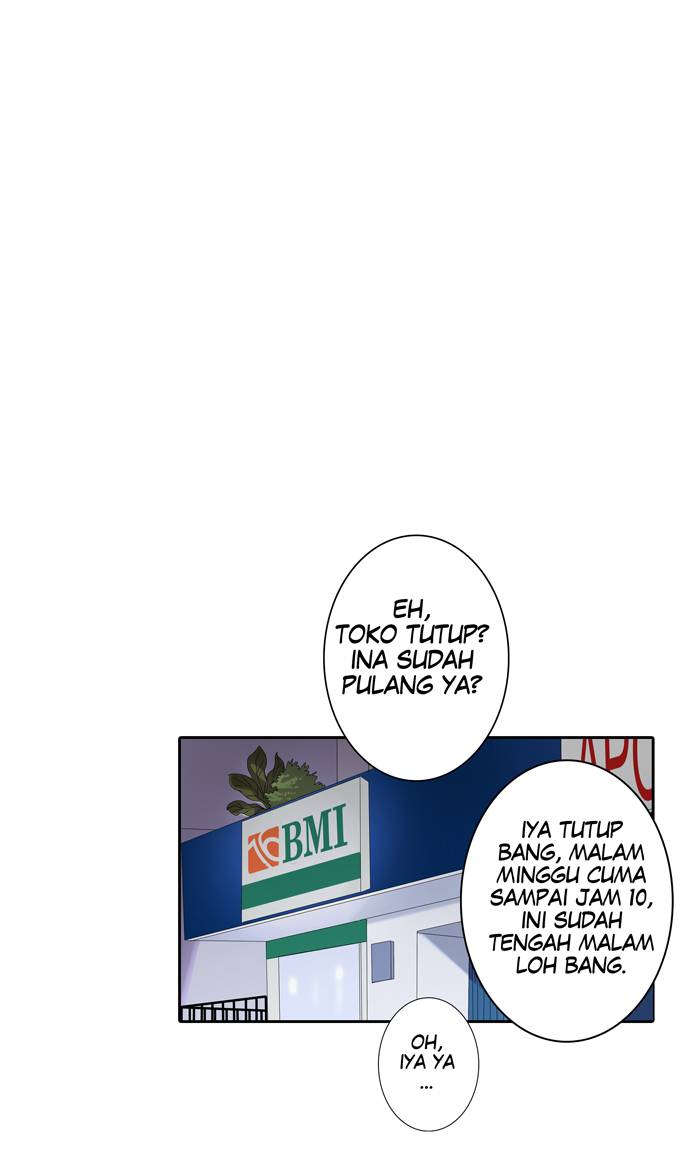 EH,
TOKO TUTUP?
INA SUDAH
PULANG YA?
BMI
IYA TUTUP
BANG, MALAM
MINGGU CUMA
SAMPAI JAM 10,
INI SUDAH
TENGAH MALAM
LOH BANG.
OH,
IYA YA
...